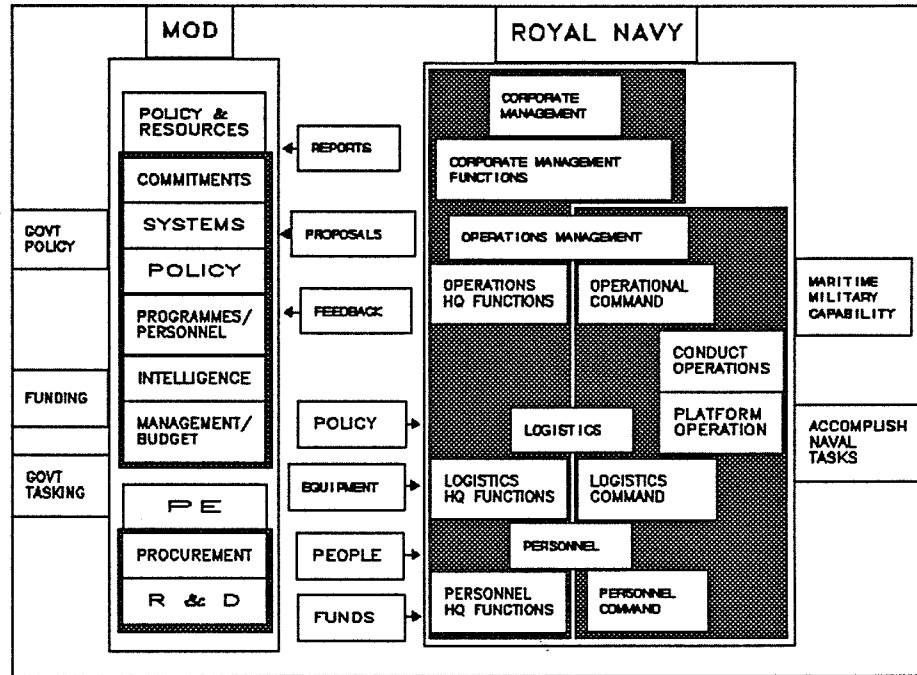 MOD
ROYAL NAVY
POLICY &
RESOURCES
COMMITMENTS
SYSTEMS
POLICY
PROGRAMMES/
PERSONNEL
INTELLIGENCE
MANAGEMENT/
BUDGET
PE
PROCUREMENT
R & D
GOVT
POLICY
FUNDING
GOVT
TASKING
REPORTS
PROPOSALS
FEEDBACK
POLICY
EQUIPMENT
PEOPLE
FUNDS
CORPORATE
MANAGEMENT
CORPORATE MANAGEMENT
FUNCTIONS
OPERATIONS MANAGEMENT
OPERATIONS
HQ FUNCTIONS
OPERATIONAL
COMMAND
CONDUCT
OPERATIONS
PLATFORM
OPERATION
LOGISTICS
LOGISTICS
HQ FUNCTIONS
LOGISTICS
COMMAND
PERSONNEL
PERSONNEL
HQ FUNCTIONS
PERSONNEL
COMMAND
MARITIME
MILITARY
CAPABILITY
ACCOMPLISH
NAVAL
TASKS